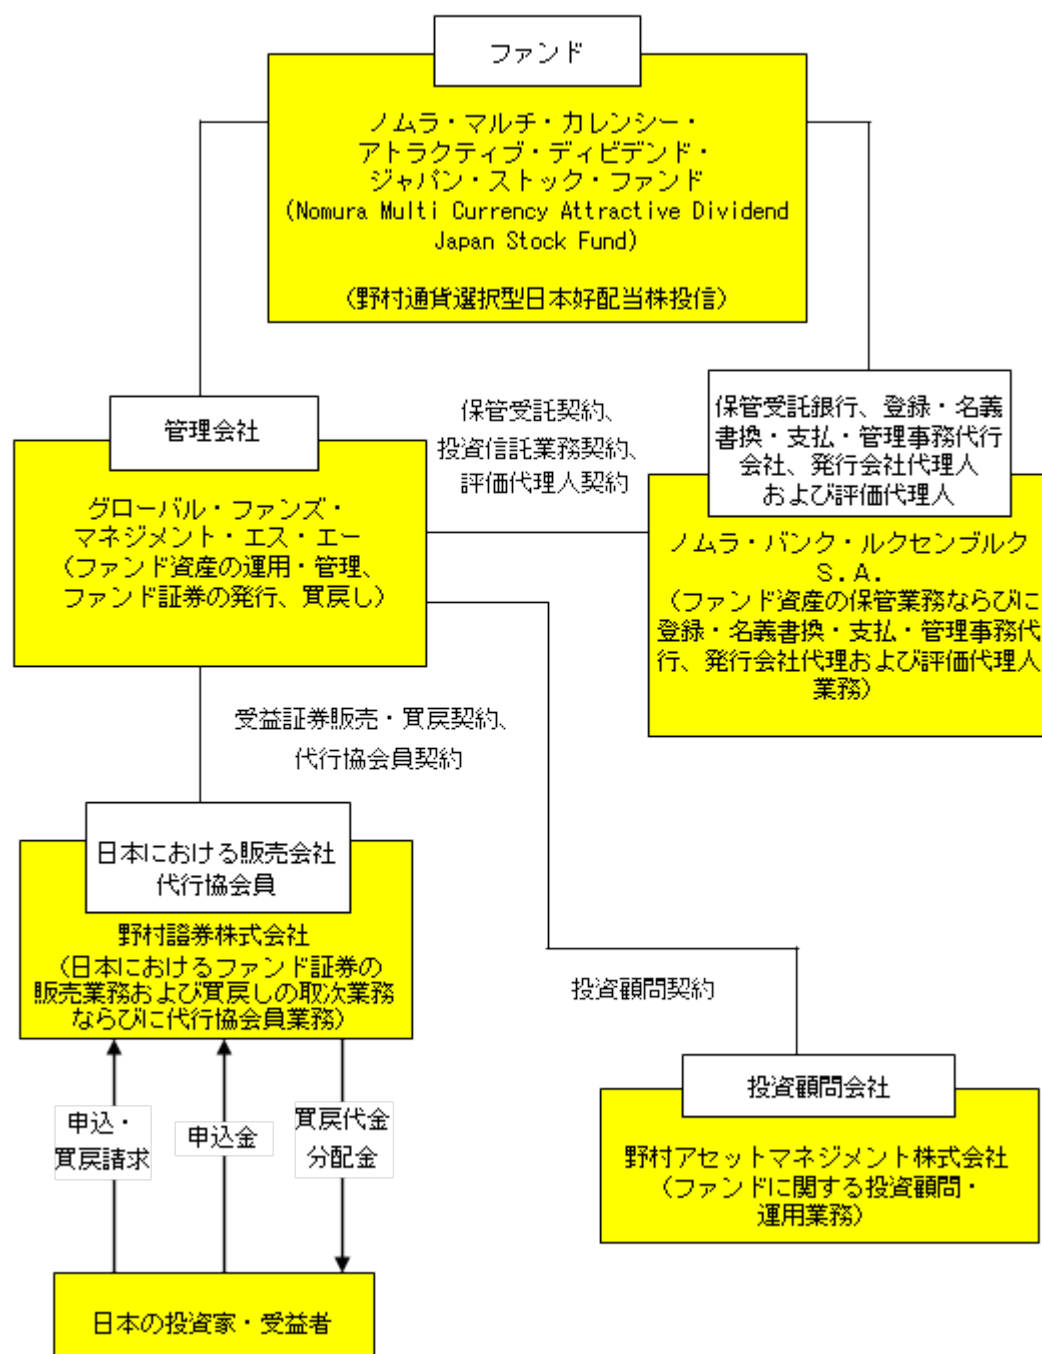 ファンド
ノムラ・マルチ・カレンシー・
アトラクティブ・ディビデンド・
ジャパン・ストック・ファンド
(Nomura Multi Currency Attractive Dividend
Japan Stock Fund)
(野村通貨選択型日本好配当株投信)
管理会社
グローバル・ファンズ・
マネジメント・エス・エー
(ファンド資産の運用・管理、
ファンド証券の発行、買戻し)
保管受託契約、
投資信託業務契約、
評価代理人契約
保管受託銀行、登録・名義
書換・支払・管理事務代行
会社、発行会社代理人
および評価代理人
ノムラ・バンク・ルクセンブルク
S.A.
(ファンド資産の保管業務ならびに
登録・名義書換・支払・管理事務代
行、発行会社代理および評価代理人
業務)
受益証券販売・買戻契約、
代行協会員契約
日本における販売会社
代行協会員
野村證券株式会社
(日本におけるファンド証券の
販売業務および買戻しの取次業務
ならびに代行協会員業務)
投資顧問契約
投資顧問会社
野村アセットマネジメント株式会社
(ファンドに関する投資顧問・
運用業務)
申込・
買戻請求
申込金
買戻代金
分配金
日本の投資家・受益者